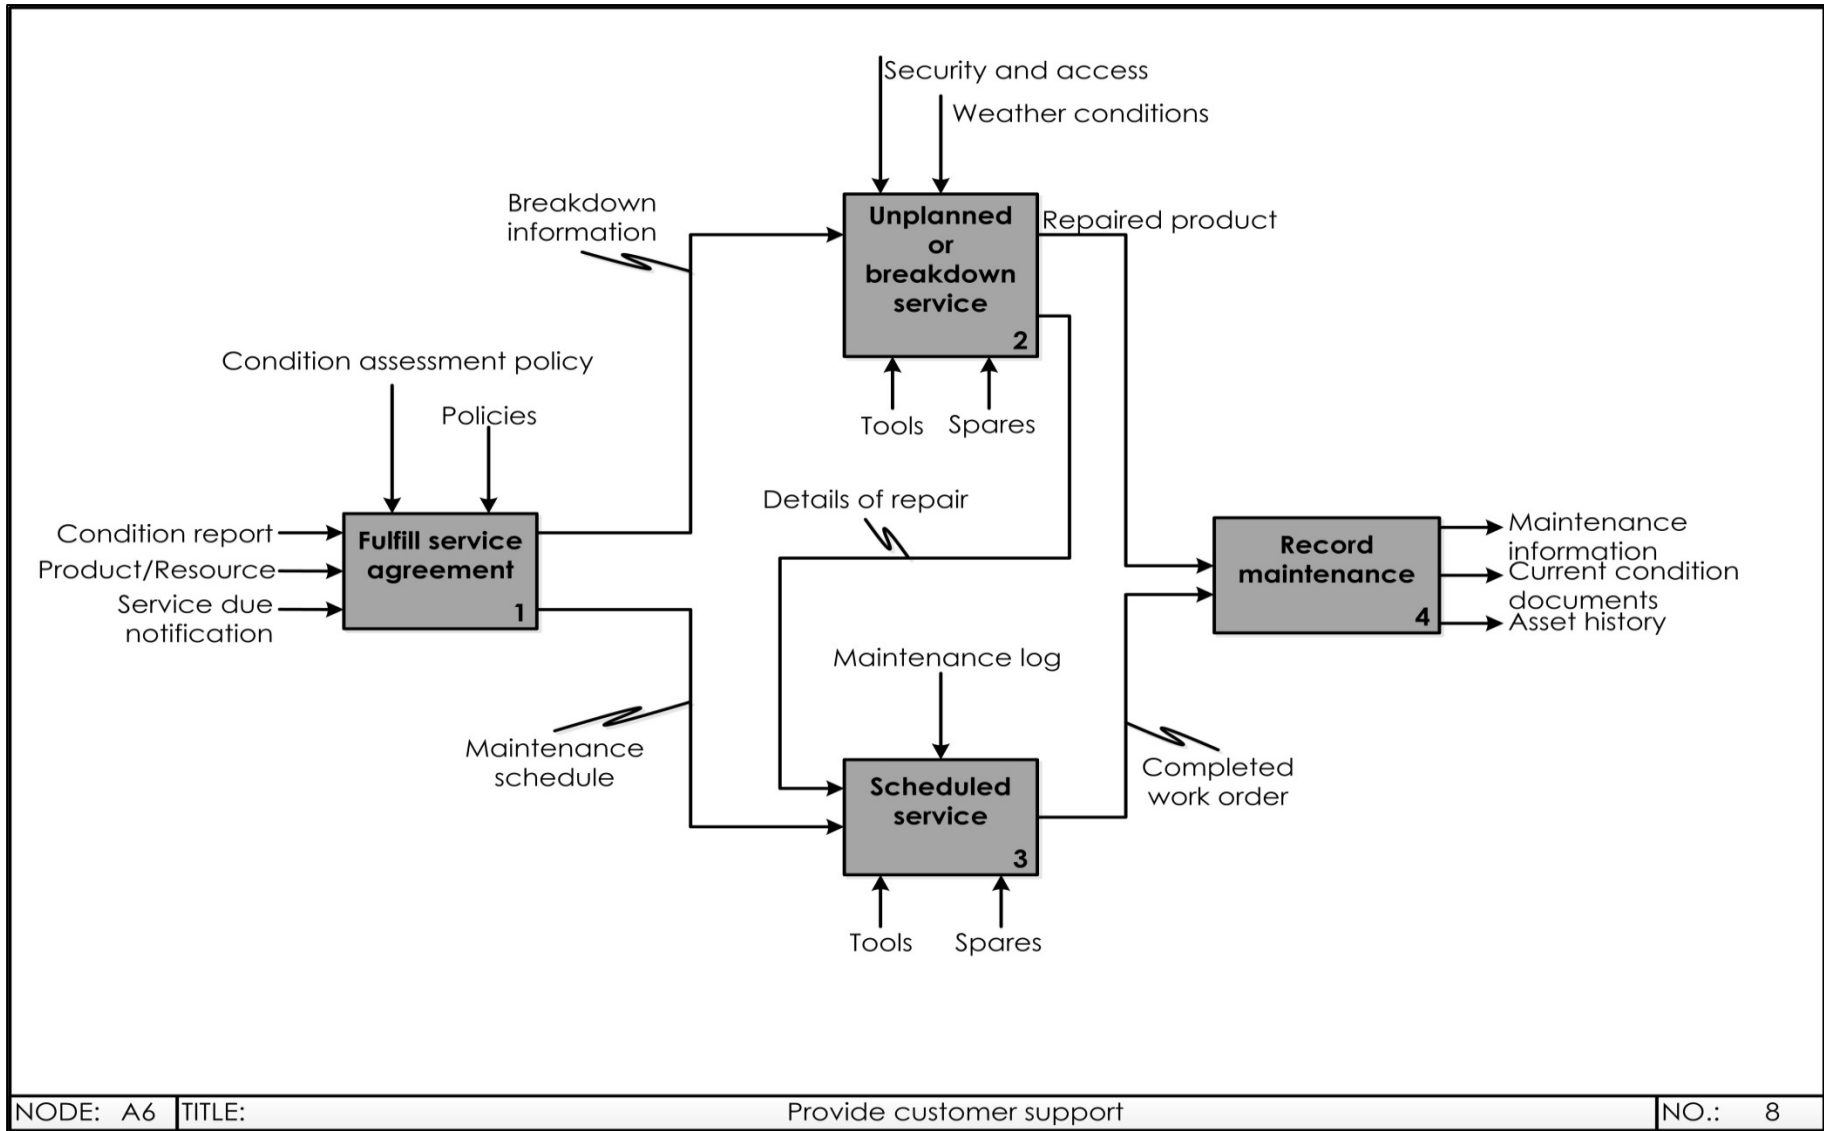 Security and access
Weather conditions
Breakdown
information
Unplanned
or
breakdown
service
2
Repaired product
Condition assessment policy
Policies
Tools
Spares
Details of repair
Condition report
Product/Resource
Service due
notification
Fulfill service
agreement
1
Record
maintenance
4
Maintenance
information
Current condition
documents
Asset history
Maintenance log
Maintenance
schedule
Scheduled
service
3
Completed
work order
Tools
Spares
NODE: A6
TITLE:
Provide customer support
NO.: 8